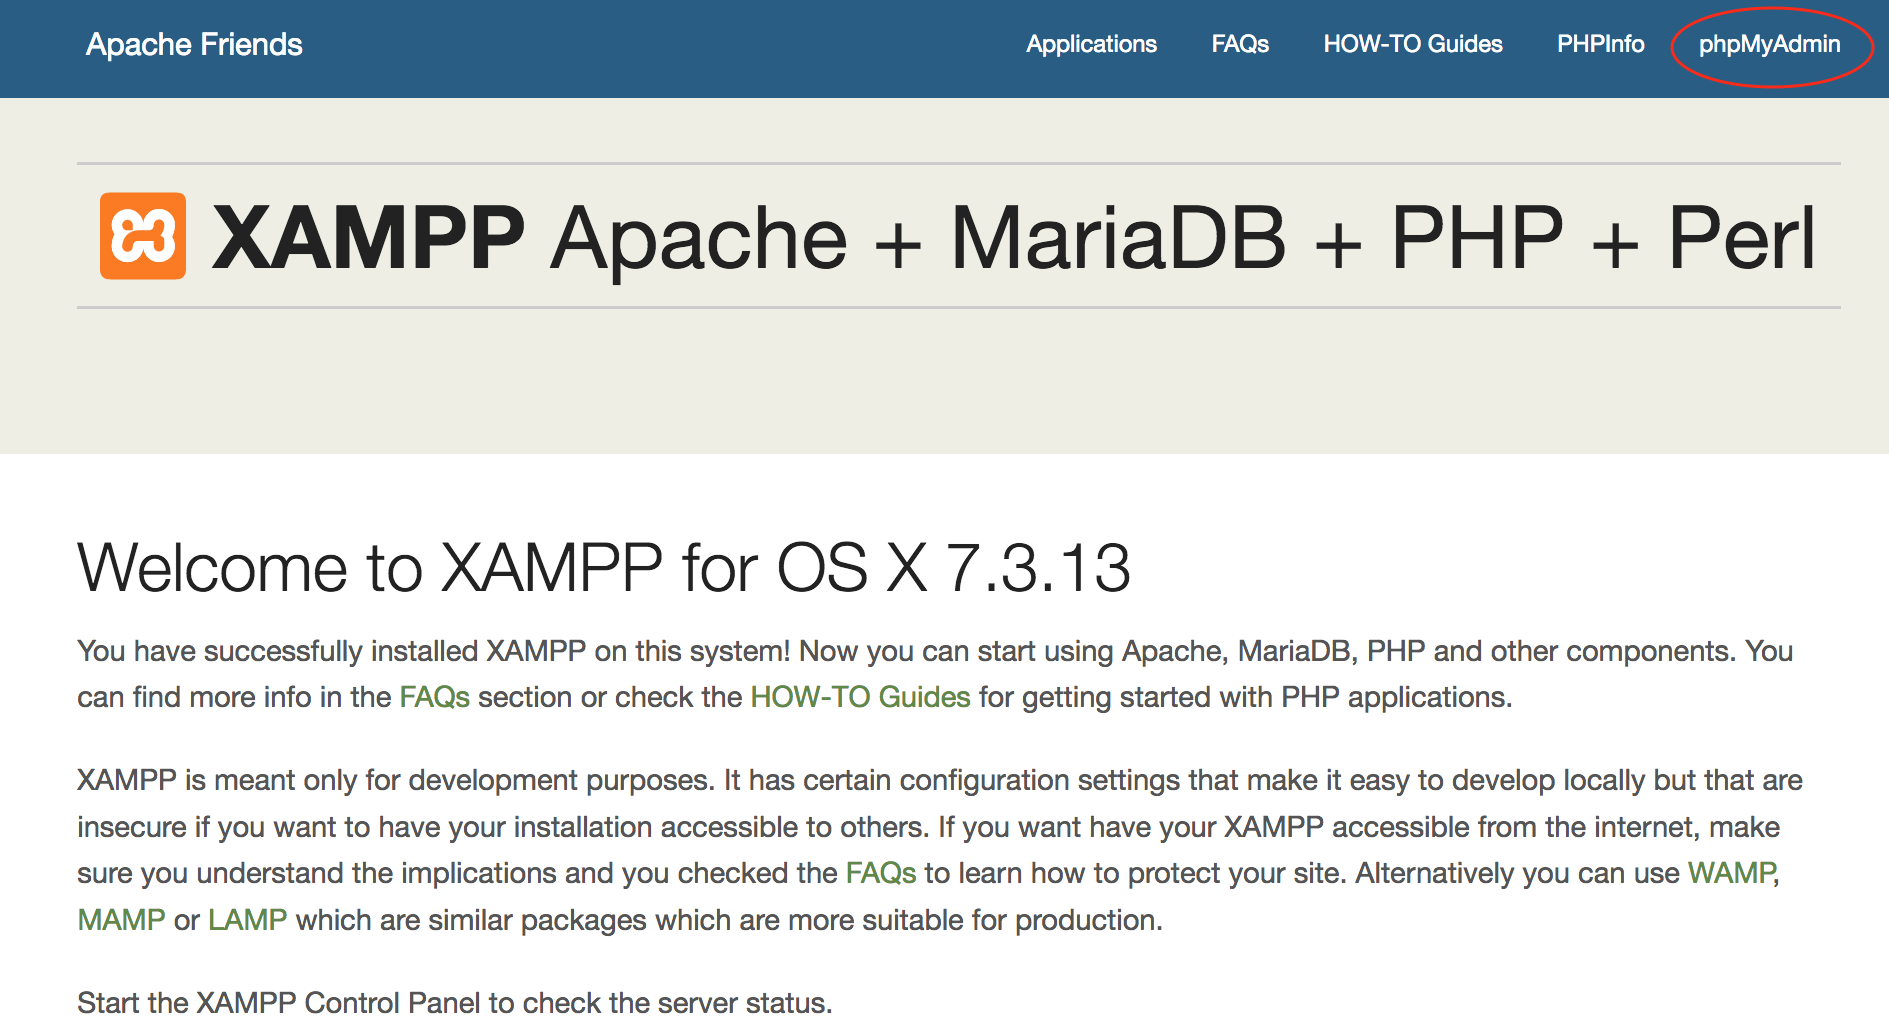 Apache Friends
Applications FAQs HOW-TO Guides PHPInfo phpMyAdmin
XAMPP Apache + MariaDB + PHP + Perl
Welcome to XAMPP for OS X 7.3.13
You have successfully installed XAMPP on this system! Now you can start using Apache, MariaDB, PHP and other components. You
can find more info in the FAQs section or check the HOW-TO Guides for getting started with PHP applications.
XAMPP is meant only for development purposes. It has certain configuration settings that make it easy to develop locally but that are
insecure if you want to have your installation accessible to others. If you want have your XAMPP accessible from the internet, make
sure you understand the implications and you checked the FAQs to learn how to protect your site. Alternatively you can use WAMP,
MAMP or LAMP which are similar packages which are more suitable for production.
Start the XAMPP Control Panel to check the server status.